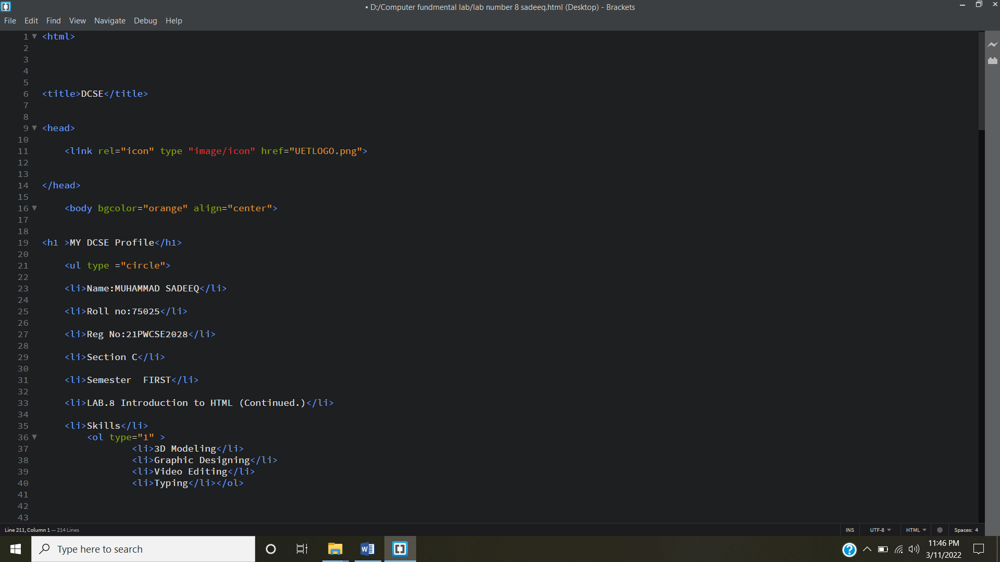 • D:/Computer fundmental lab/lab number 8 sadeeq.html (Desktop) - Brackets
File Edit Find View Navigate Debug Help
1 <html>
2
3
4
5
6 <title>DCSE</title>
7
8
9 <head>
10
11 <link rel="icon" type "image/icon" href="UETLOGO.png">
12
13
14 </head>
15
16 <body bgcolor="orange" align="center">
17
18
19 <h1 >MY DCSE Profile</h1>
20
21 <ul type ="circle">
22
23 <li>Name:MUHAMMAD SADEEQ</li>
24
25 <li>Roll no:75025</li>
26
27 <li>Reg No:21PWCSE2028</li>
28
29 <li>Section C</li>
30
31 <li>Semester  FIRST</li>
32
33 <li>LAB.8 Introduction to HTML (Continued.)</li>
34
35 <li>Skills</li>
36 <ol type="1" >
37 <li>3D Modeling</li>
38 <li>Graphic Designing</li>
39 <li>Video Editing</li>
40 <li>Typing</li></ol>
41
42
43
Line 211, Column 1 — 214 Lines INS UTF-8 HTML Spaces: 4
Type here to search
11:46 PM
3/11/2022